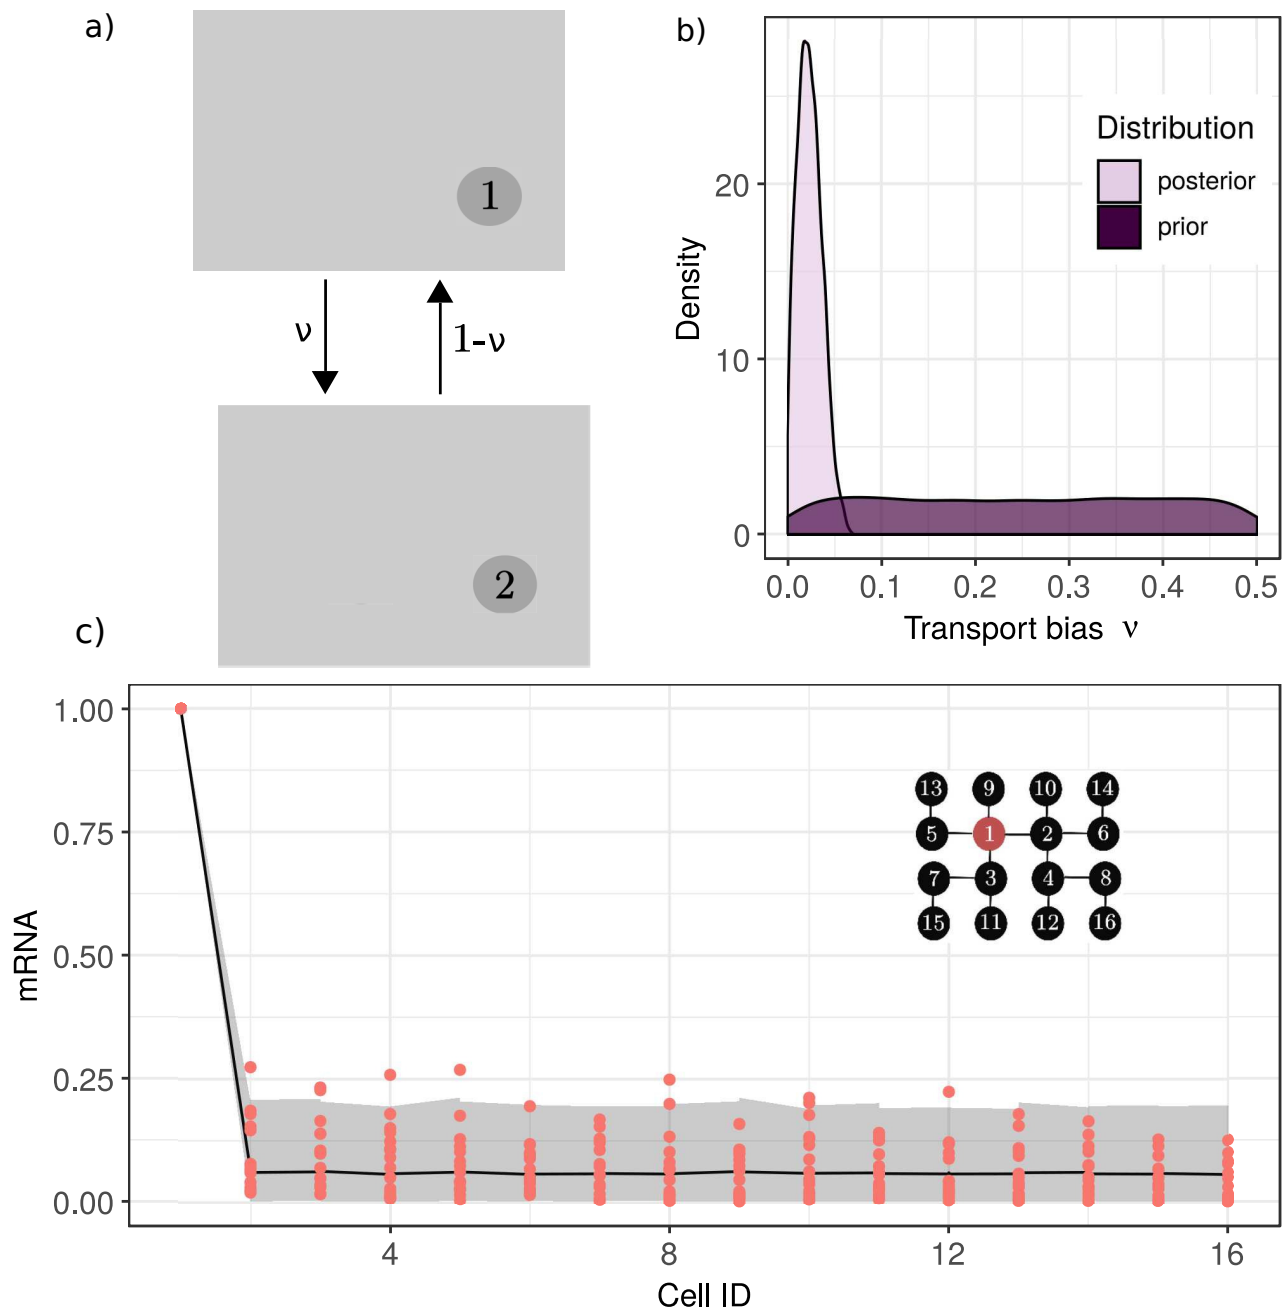 a)
1
ν
1-ν
2
b)
Density
20
10
0
0.0 0.1 0.2 0.3 0.4 0.5
Transport bias ν
Distribution
posterior
prior
c)
mRNA
1.00
0.75
0.50
0.25
0.00
4 8 12 16
Cell ID
13 9 10 14
5 1 2 6
7 3 4 8
15 11 12 16